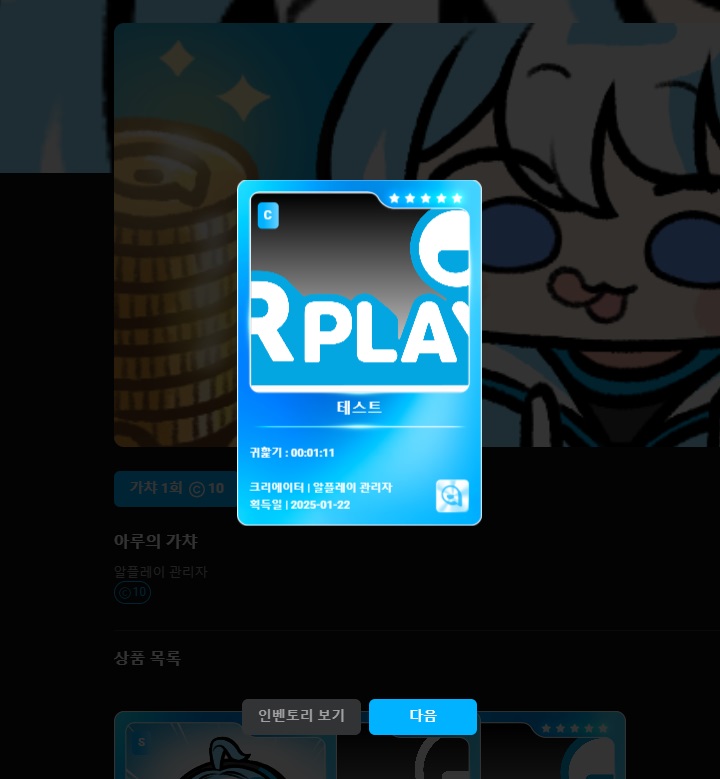 C
RPLAY
테스트
귀핥기 : 00:01:11
크리에이터 | 알플레이 관리자
획득일 | 2025-01-22
가챠 1회 C 10
아루의 가챠
알플레이 관리자
C 10
상품 목록
인벤토리 보기
다음
S